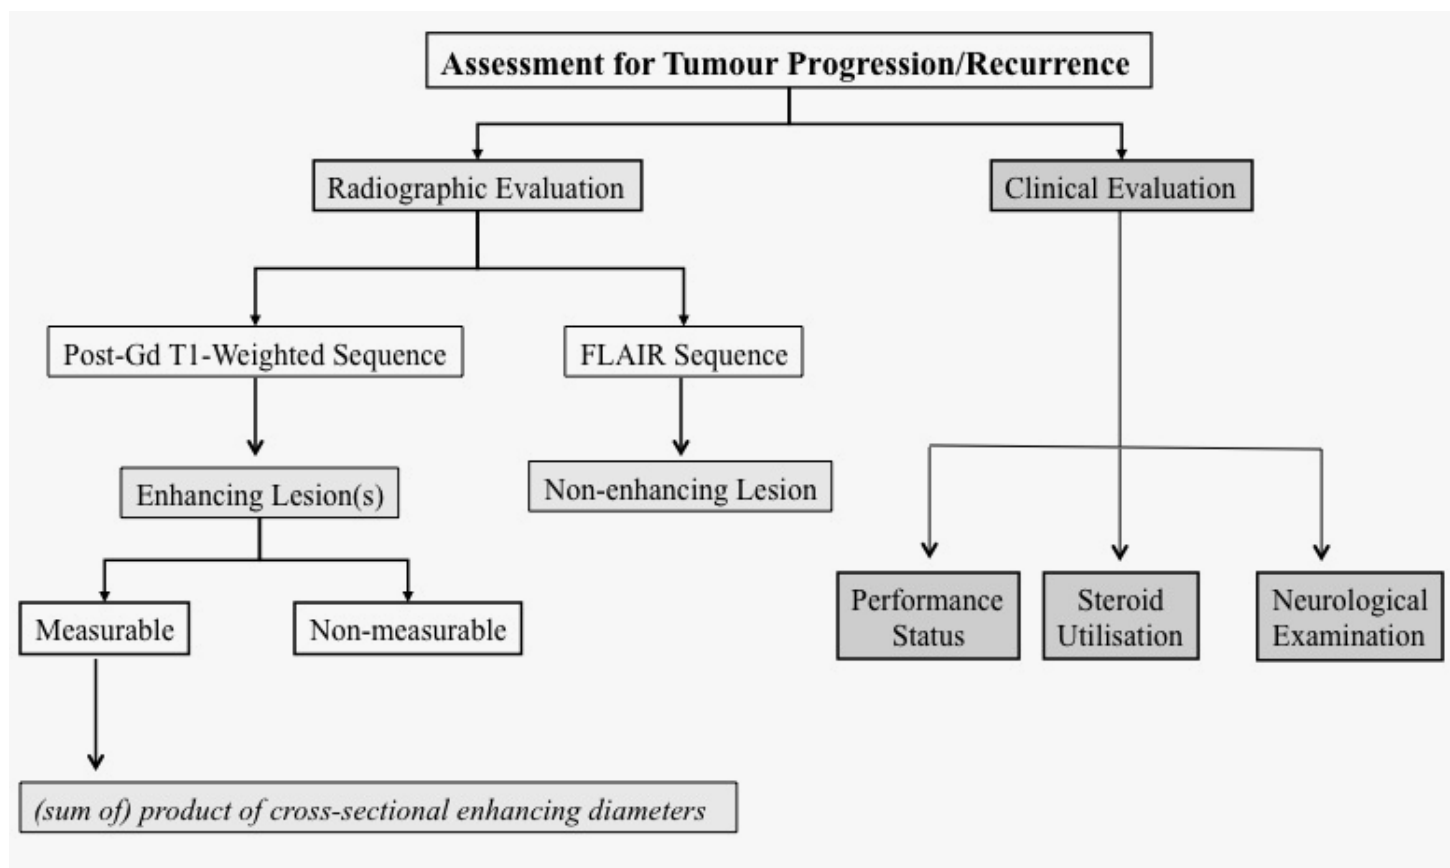 Assessment for Tumour Progression/Recurrence
Radiographic Evaluation
Clinical Evaluation
Post-Gd T1-Weighted Sequence
FLAIR Sequence
Enhancing Lesion(s)
Non-enhancing Lesion
Measurable
Non-measurable
Performance
Status
Steroid
Utilisation
Neurological
Examination
(sum of) product of cross-sectional enhancing diameters